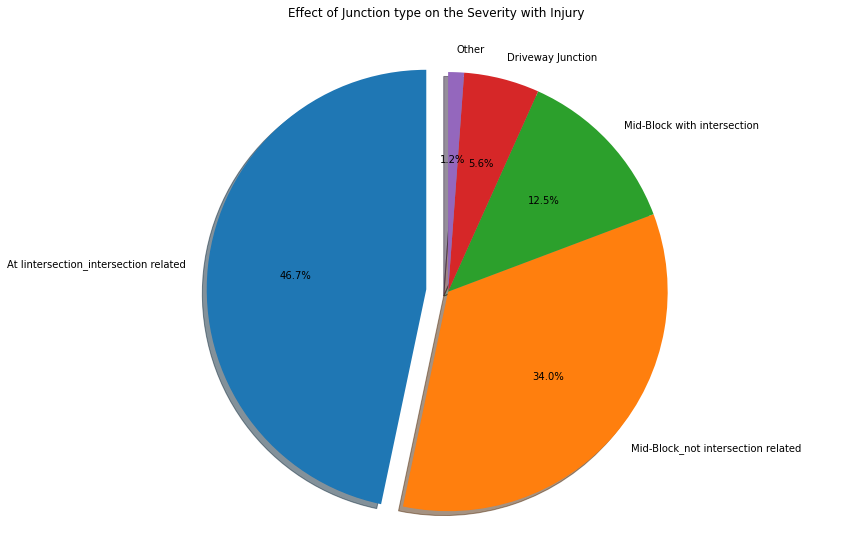 Effect of Junction type on the Severity with Injury
Other
Driveway Junction
Mid-Block with intersection
1.2%
5.6%
12.5%
At Iintersection_intersection related
46.7%
34.0%
Mid-Block_not intersection related